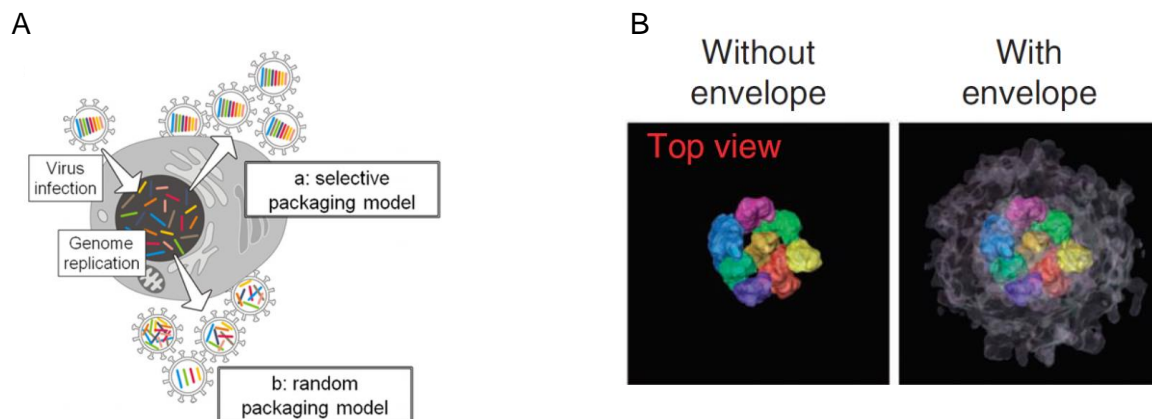 A
Virus
infection
Genome
replication
a: selective
packaging model
b: random
packaging model
B
Without
envelope
With
envelope
Top view